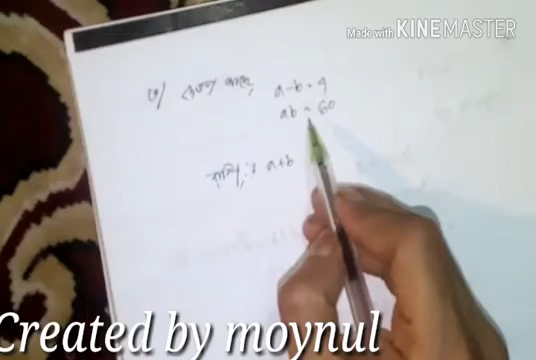 Made with KINEMASTER
৩/ দেওয়া আছে, a-b = 4
ab = 60
a+b
Created by moynul